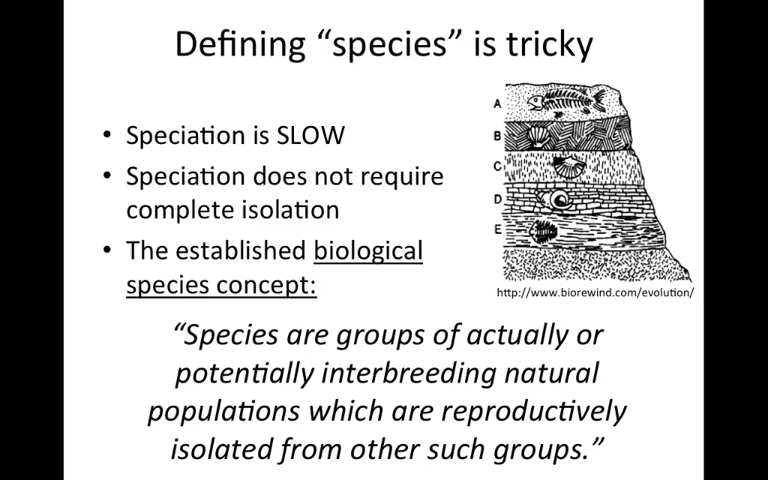 Defining “species” is tricky
• Speciation is SLOW
• Speciation does not require
complete isolation
• The established biological
species concept:
A
B
C
D
E
http://www.biorewind.com/evolution/
“Species are groups of actually or
potentially interbreeding natural
populations which are reproductively
isolated from other such groups.”